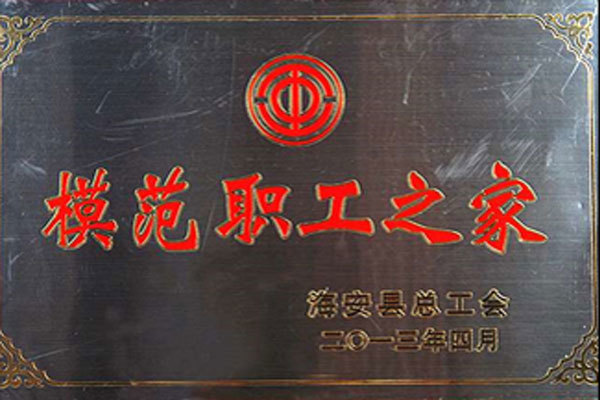 模范职工之家
海安县总工会
二〇一三年四月